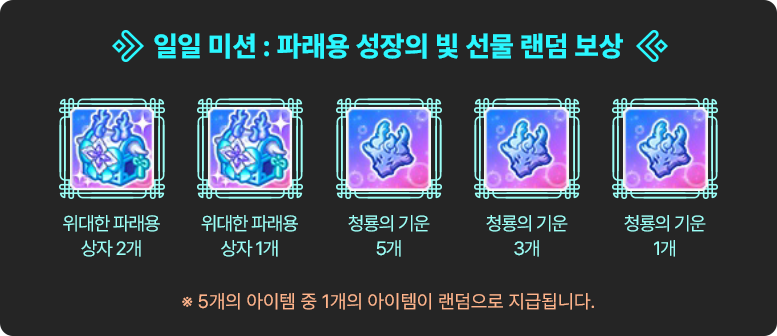 일일 미션 : 파래용 성장의 빛 선물 랜덤 보상
위대한 파래용
상자 2개
위대한 파래용
상자 1개
청룡의 기운
5개
청룡의 기운
3개
청룡의 기운
1개
※ 5개의 아이템 중 1개의 아이템이 랜덤으로 지급됩니다.